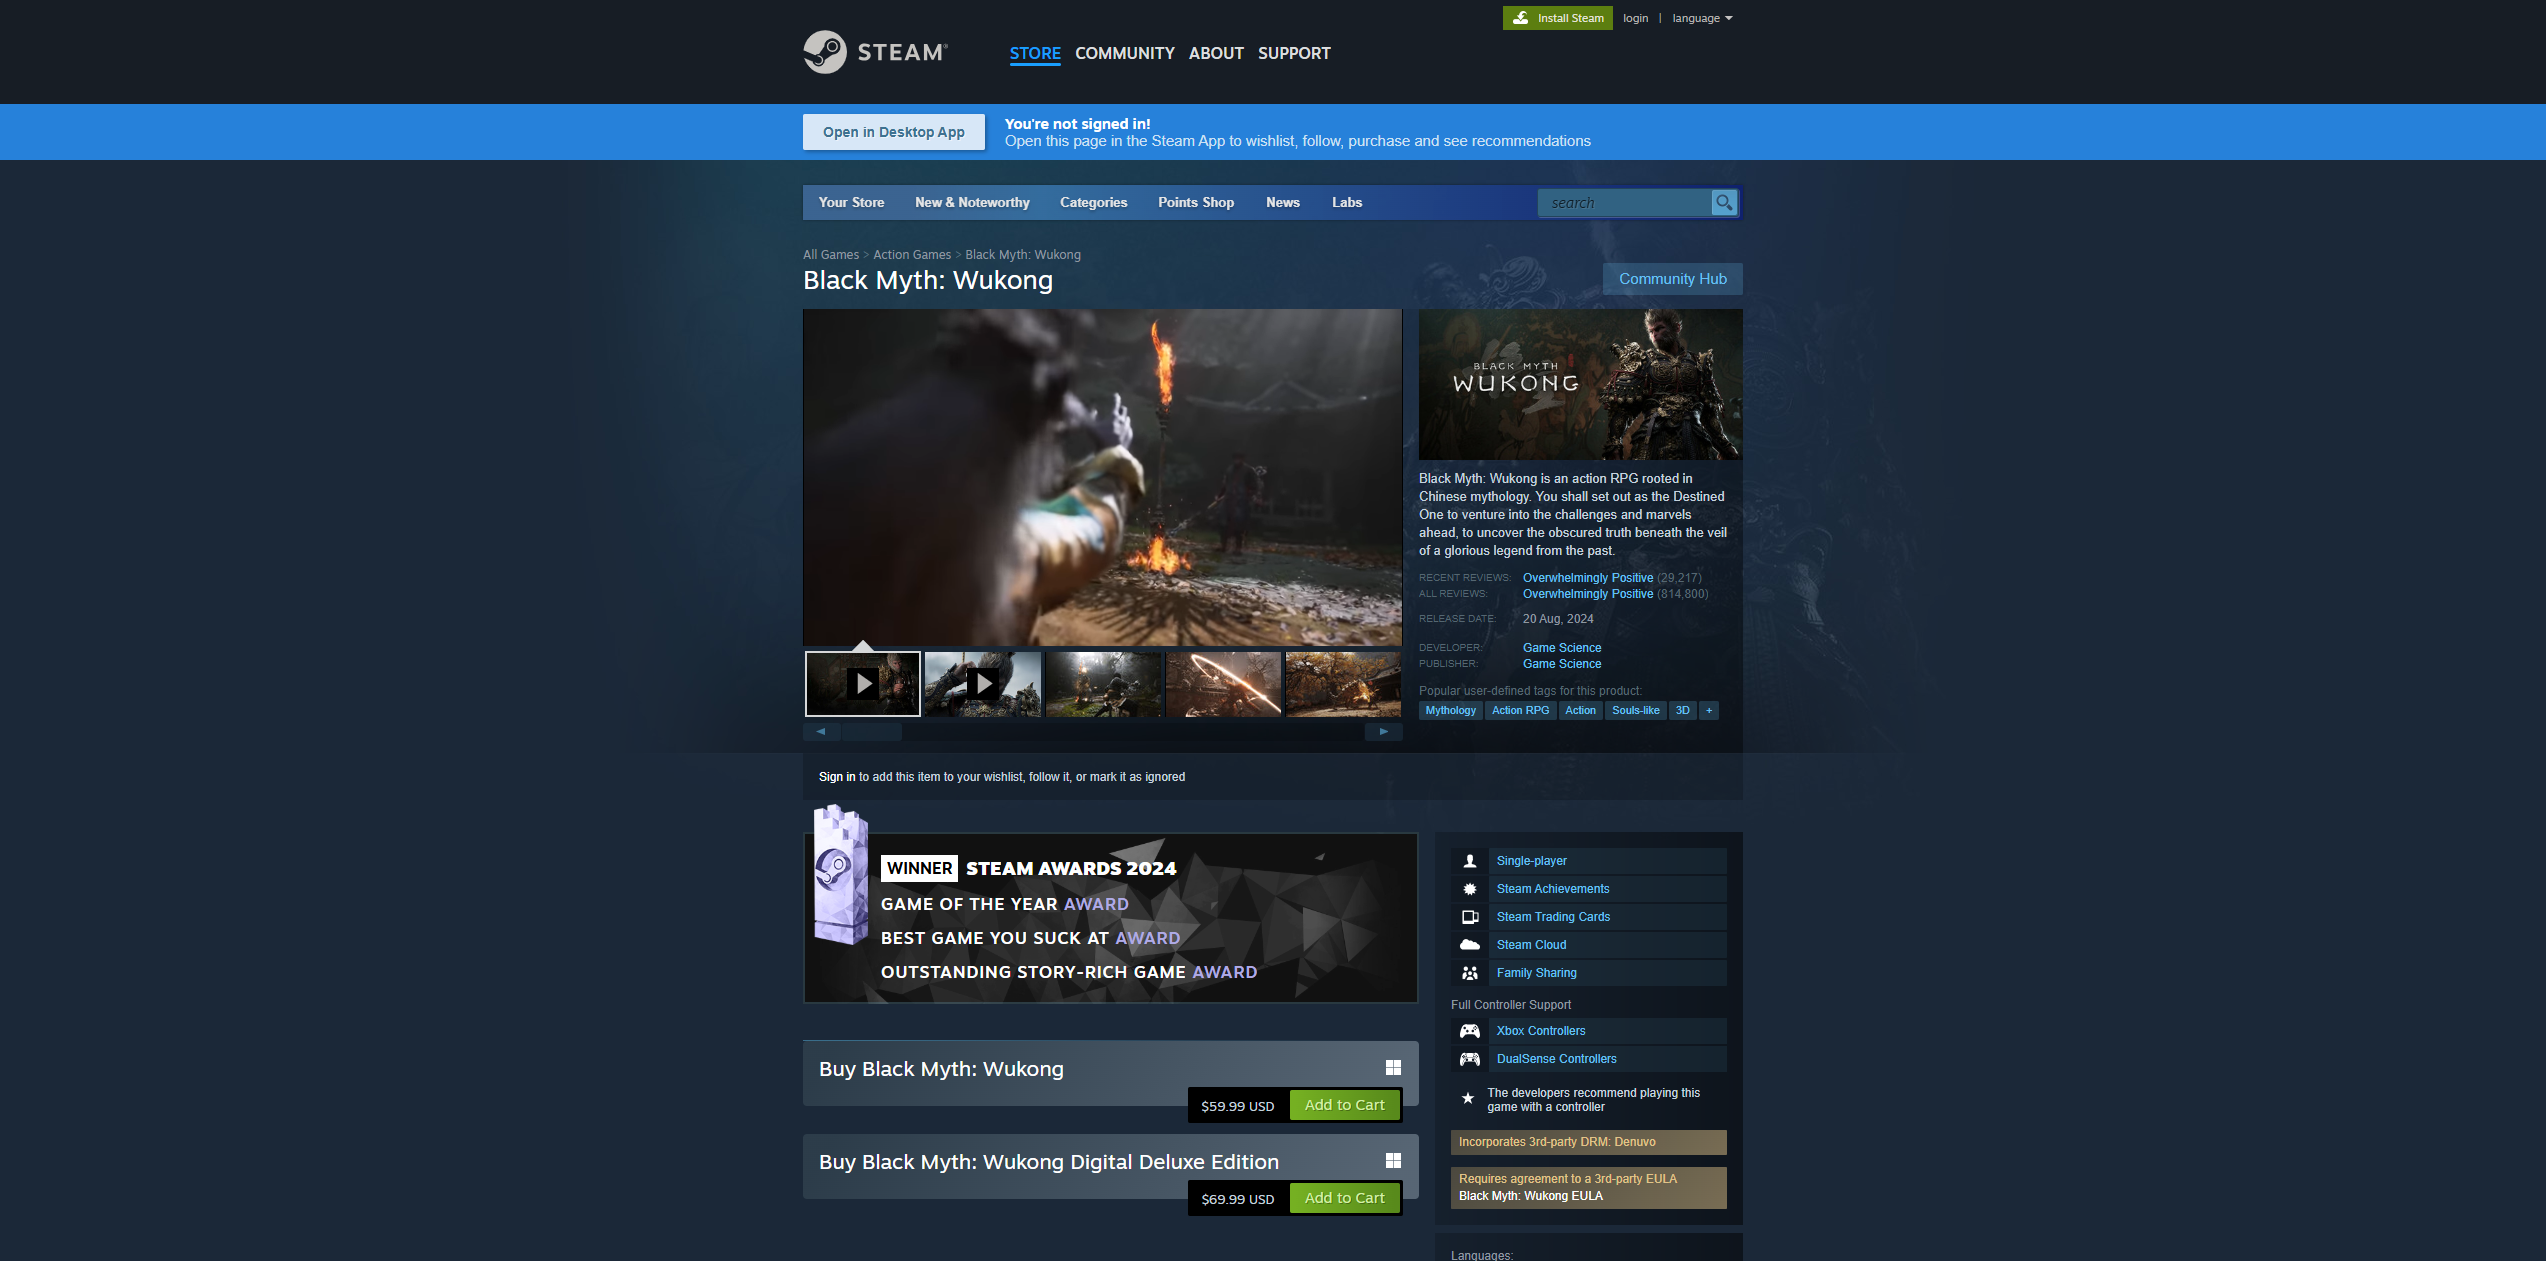 Install Steam
login | language
STEAM®
STORE COMMUNITY ABOUT SUPPORT
Open in Desktop App
You're not signed in!
Open this page in the Steam App to wishlist, follow, purchase and see recommendations
Your Store New & Noteworthy Categories Points Shop News Labs
search
All Games > Action Games > Black Myth: Wukong
Black Myth: Wukong
Community Hub
BLACK MYTH
WUKONG
Black Myth: Wukong is an action RPG rooted in
Chinese mythology. You shall set out as the Destined
One to venture into the challenges and marvels
ahead, to uncover the obscured truth beneath the veil
of a glorious legend from the past.
RECENT REVIEWS: Overwhelmingly Positive (29,217)
ALL REVIEWS: Overwhelmingly Positive (814,800)
RELEASE DATE: 20 Aug, 2024
DEVELOPER: Game Science
PUBLISHER: Game Science
Popular user-defined tags for this product:
Mythology Action RPG Action Souls-like 3D +
Sign in to add this item to your wishlist, follow it, or mark it as ignored
WINNER STEAM AWARDS 2024
GAME OF THE YEAR AWARD
BEST GAME YOU SUCK AT AWARD
OUTSTANDING STORY-RICH GAME AWARD
Buy Black Myth: Wukong
$59.99 USD Add to Cart
Buy Black Myth: Wukong Digital Deluxe Edition
$69.99 USD Add to Cart
Single-player
Steam Achievements
Steam Trading Cards
Steam Cloud
Family Sharing
Full Controller Support
Xbox Controllers
DualSense Controllers
The developers recommend playing this
game with a controller
Incorporates 3rd-party DRM: Denuvo
Requires agreement to a 3rd-party EULA
Black Myth: Wukong EULA
Languages: